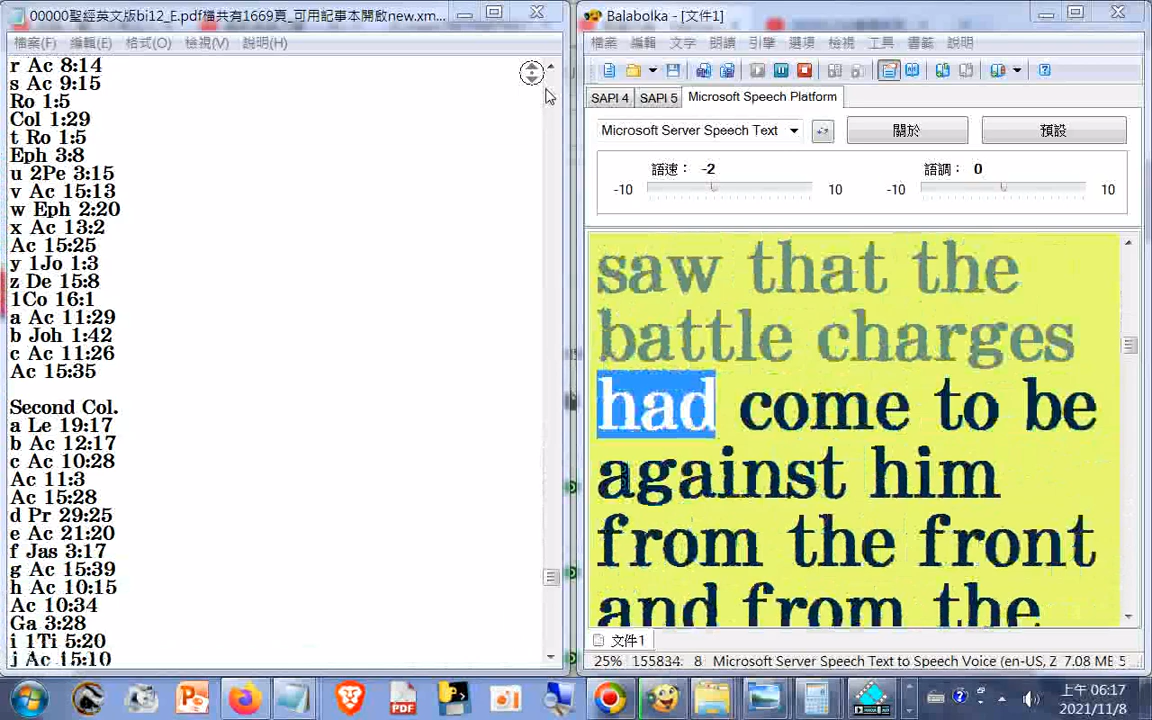 00000聖經英文版bi12_E.pdf檔共有1669頁_可用記事本開啟new.xm...
檔案(F) 編輯(E) 格式(O) 檢視(V) 說明(H)
r Ac 8:14
s Ac 9:15
Ro 1:5
Col 1:29
t Ro 1:5
Eph 3:8
u 2Pe 3:15
v Ac 15:13
w Eph 2:20
x Ac 13:2
Ac 15:25
y 1Jo 1:3
z De 15:8
1Co 16:1
a Ac 11:29
b Joh 1:42
c Ac 11:26
Ac 15:35
Second Col.
a Le 19:17
b Ac 12:17
c Ac 10:28
Ac 11:3
Ac 15:28
d Pr 29:25
e Ac 21:20
f Jas 3:17
g Ac 15:39
h Ac 10:15
Ac 10:34
Ga 3:28
i 1Ti 5:20
j Ac 15:10
Balabolka - [文件1]
檔案 編輯 文字 朗讀 引擎 選項 檢視 工具 書籤 說明
SAPI 4 SAPI 5 Microsoft Speech Platform
Microsoft Server Speech Text 關於 預設
語速： -2 語調： 0
-10 10 -10 10
saw that the
battle charges
had come to be
against him
from the front
and from the
文件1
25% 155834. 8 Microsoft Server Speech Text to Speech Voice (en-US, Z 7.08 MB 5
PDF
上午 06:17
2021/11/8